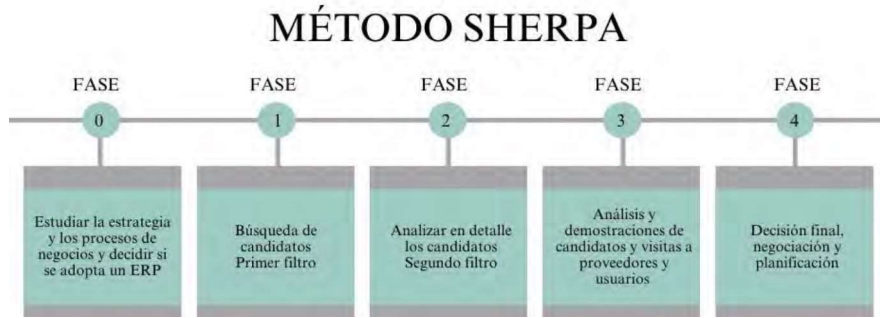 MÉTODO SHERPA
FASE
0
Estudiar la estrategia
y los procesos de
negocios y decidir si
se adopta un ERP
FASE
1
Búsqueda de
candidatos
Primer filtro
FASE
2
Analizar en detalle
los candidatos
Segundo filtro
FASE
3
Análisis y
demostraciones de
candidatos y visitas a
proveedores y
usuarios
FASE
4
Decisión final,
negociación y
planificación